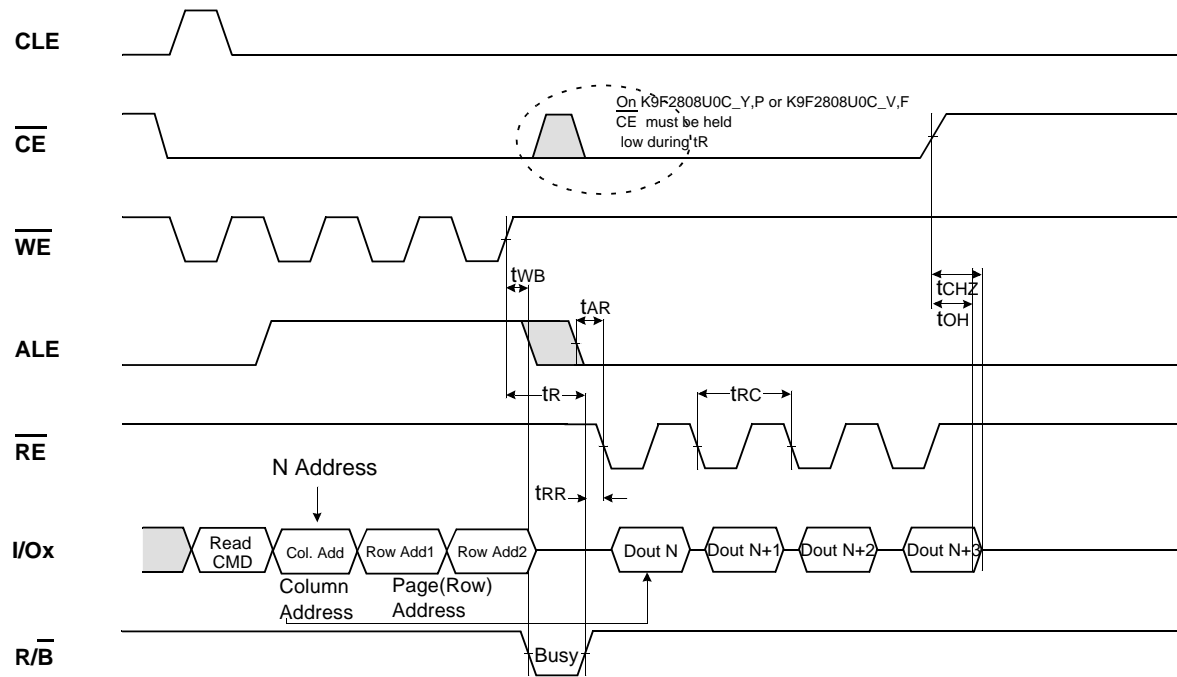 CLE
On K9F2808U0C_Y,P or K9F2808U0C_V,F
CE must be held
low during tR
CE
WE
tWB
tCHZ
tAR
tOH
ALE
tR
tRC
RE
N Address
tRR
I/Ox
Read
CMD
Col. Add
Row Add1
Row Add2
Dout N
Dout N+1
Dout N+2
Dout N+3
Column
Address
Page(Row)
Address
R/B
Busy